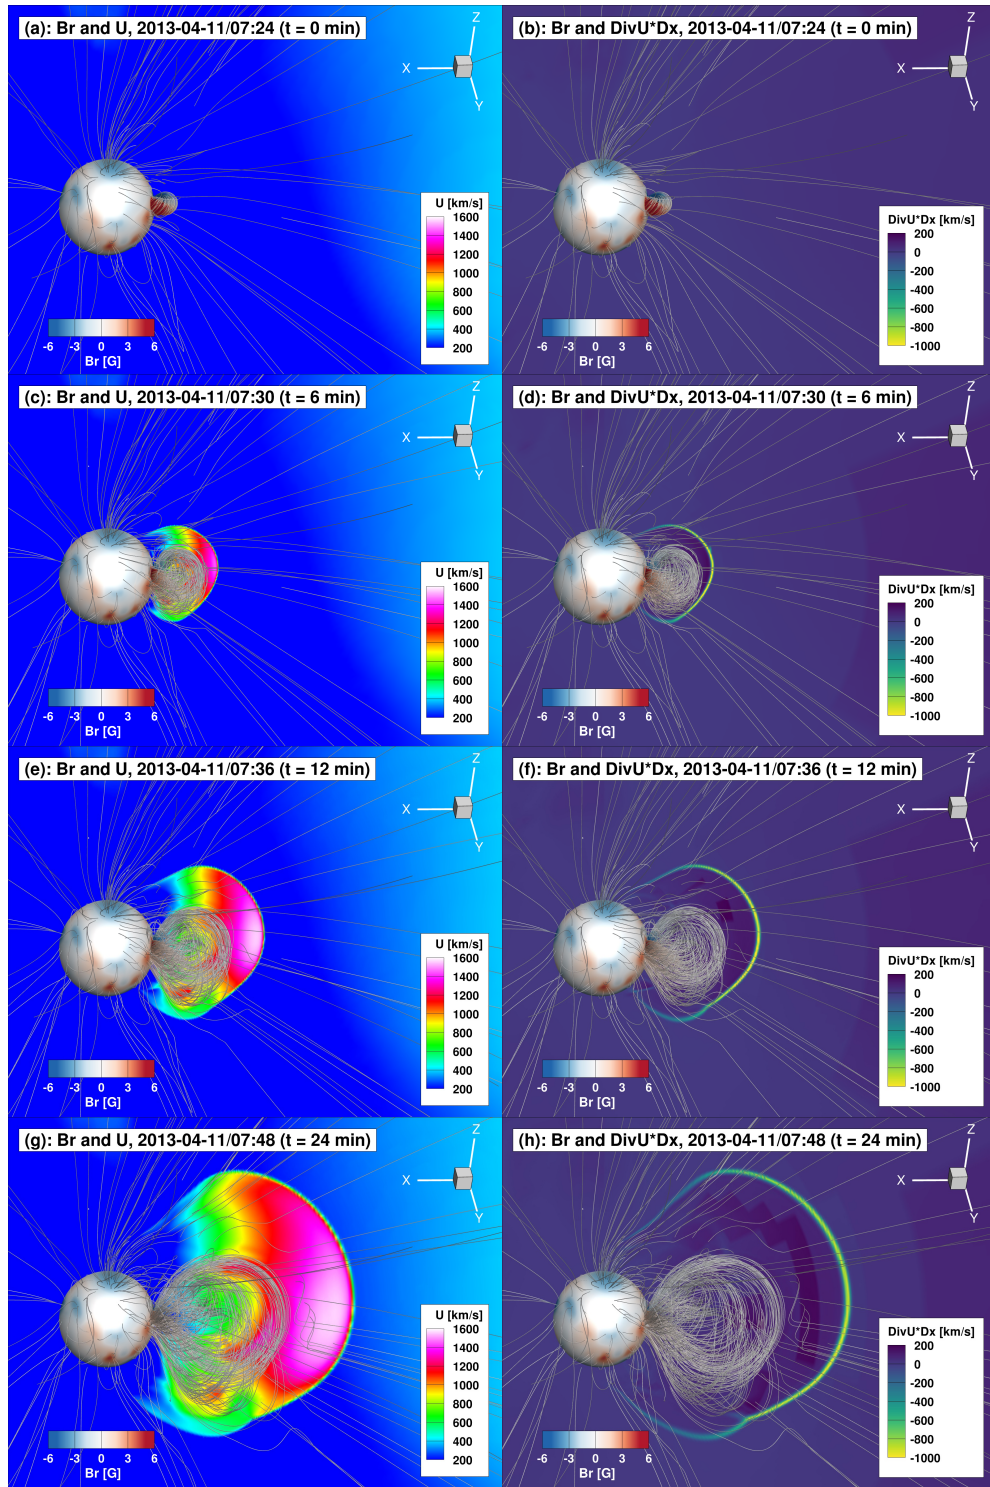 (a): Br and U, 2013-04-11/07:24 (t = 0 min)
Z
X
Y
U [km/s]
1600
1400
1200
1000
800
600
400
200
-6 -3 0 3 6
Br [G]
(b): Br and DivU*Dx, 2013-04-11/07:24 (t = 0 min)
Z
X
Y
DivU*Dx [km/s]
200
0
-200
-400
-600
-800
-1000
-6 -3 0 3 6
Br [G]
(c): Br and U, 2013-04-11/07:30 (t = 6 min)
Z
X
Y
U [km/s]
1600
1400
1200
1000
800
600
400
200
-6 -3 0 3 6
Br [G]
(d): Br and DivU*Dx, 2013-04-11/07:30 (t = 6 min)
Z
X
Y
DivU*Dx [km/s]
200
0
-200
-400
-600
-800
-1000
-6 -3 0 3 6
Br [G]
(e): Br and U, 2013-04-11/07:36 (t = 12 min)
Z
X
Y
U [km/s]
1600
1400
1200
1000
800
600
400
200
-6 -3 0 3 6
Br [G]
(f): Br and DivU*Dx, 2013-04-11/07:36 (t = 12 min)
Z
X
Y
DivU*Dx [km/s]
200
0
-200
-400
-600
-800
-1000
-6 -3 0 3 6
Br [G]
(g): Br and U, 2013-04-11/07:48 (t = 24 min)
Z
X
Y
U [km/s]
1600
1400
1200
1000
800
600
400
200
-6 -3 0 3 6
Br [G]
(h): Br and DivU*Dx, 2013-04-11/07:48 (t = 24 min)
Z
X
Y
DivU*Dx [km/s]
200
0
-200
-400
-600
-800
-1000
-6 -3 0 3 6
Br [G]